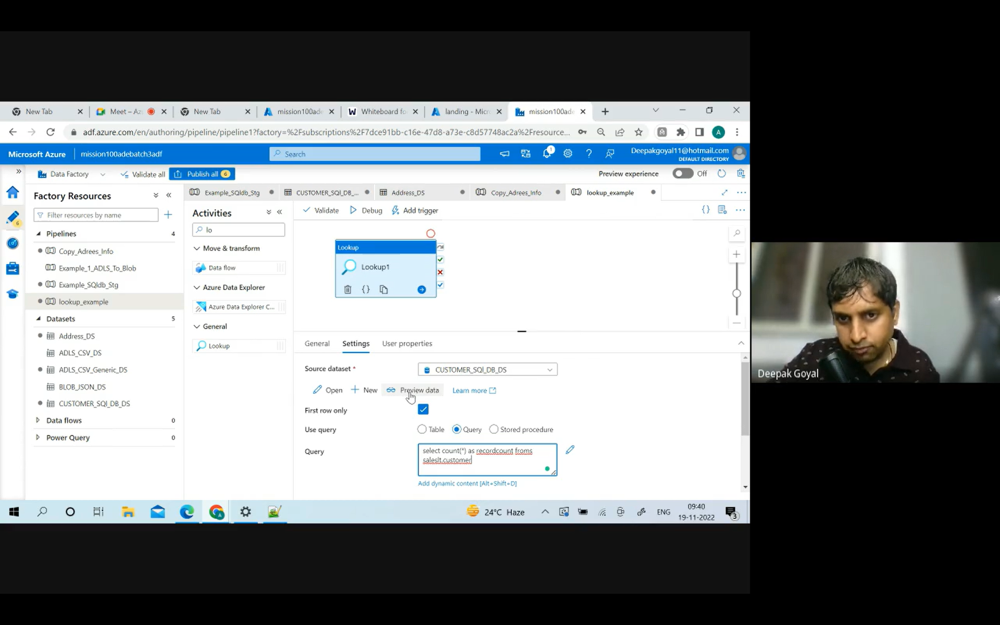 New Tab
Meet – Az
New Tab
mission100ade
Whiteboard fo
landing - Micr
mission100ade
adf.azure.com/en/authoring/pipeline/pipeline1?factory=%2Fsubscriptions%2F7dce91bb-c16e-47d8-a73e-c8d57748ac2a%2Fresource...
A
Microsoft Azure
mission100adebatch3adf
Search
1
Deepakgoyal11@hotmail.com
DEFAULT DIRECTORY
Data Factory
Validate all
Publish all 6
Preview experience
Off
Factory Resources
Example_SQldb_Stg
CUSTOMER_SQl_DB_...
Address_DS
Copy_Adrees_Info
lookup_example
Filter resources by name
Activities
Validate
Debug
Add trigger
6
lo
Pipelines 4
Copy_Adrees_Info
Example_1_ADLS_To_Blob
Example_SQldb_Stg
lookup_example
Datasets 5
Address_DS
ADLS_CSV_DS
ADLS_CSV_Generic_DS
BLOB_JSON_DS
CUSTOMER_SQl_DB_DS
Data flows 0
Power Query 0
Move & transform
Data flow
Azure Data Explorer
Azure Data Explorer C...
General
Lookup
Lookup
Lookup1
General
Settings
User properties
Source dataset *
CUSTOMER_SQl_DB_DS
Open
New
Preview data
Learn more
First row only
Use query
Table
Query
Stored procedure
Query
select count(*) as recordcount froms
saleslt.customer
Add dynamic content [Alt+Shift+D]
Deepak Goyal
24°C Haze
ENG
09:40
19-11-2022
3